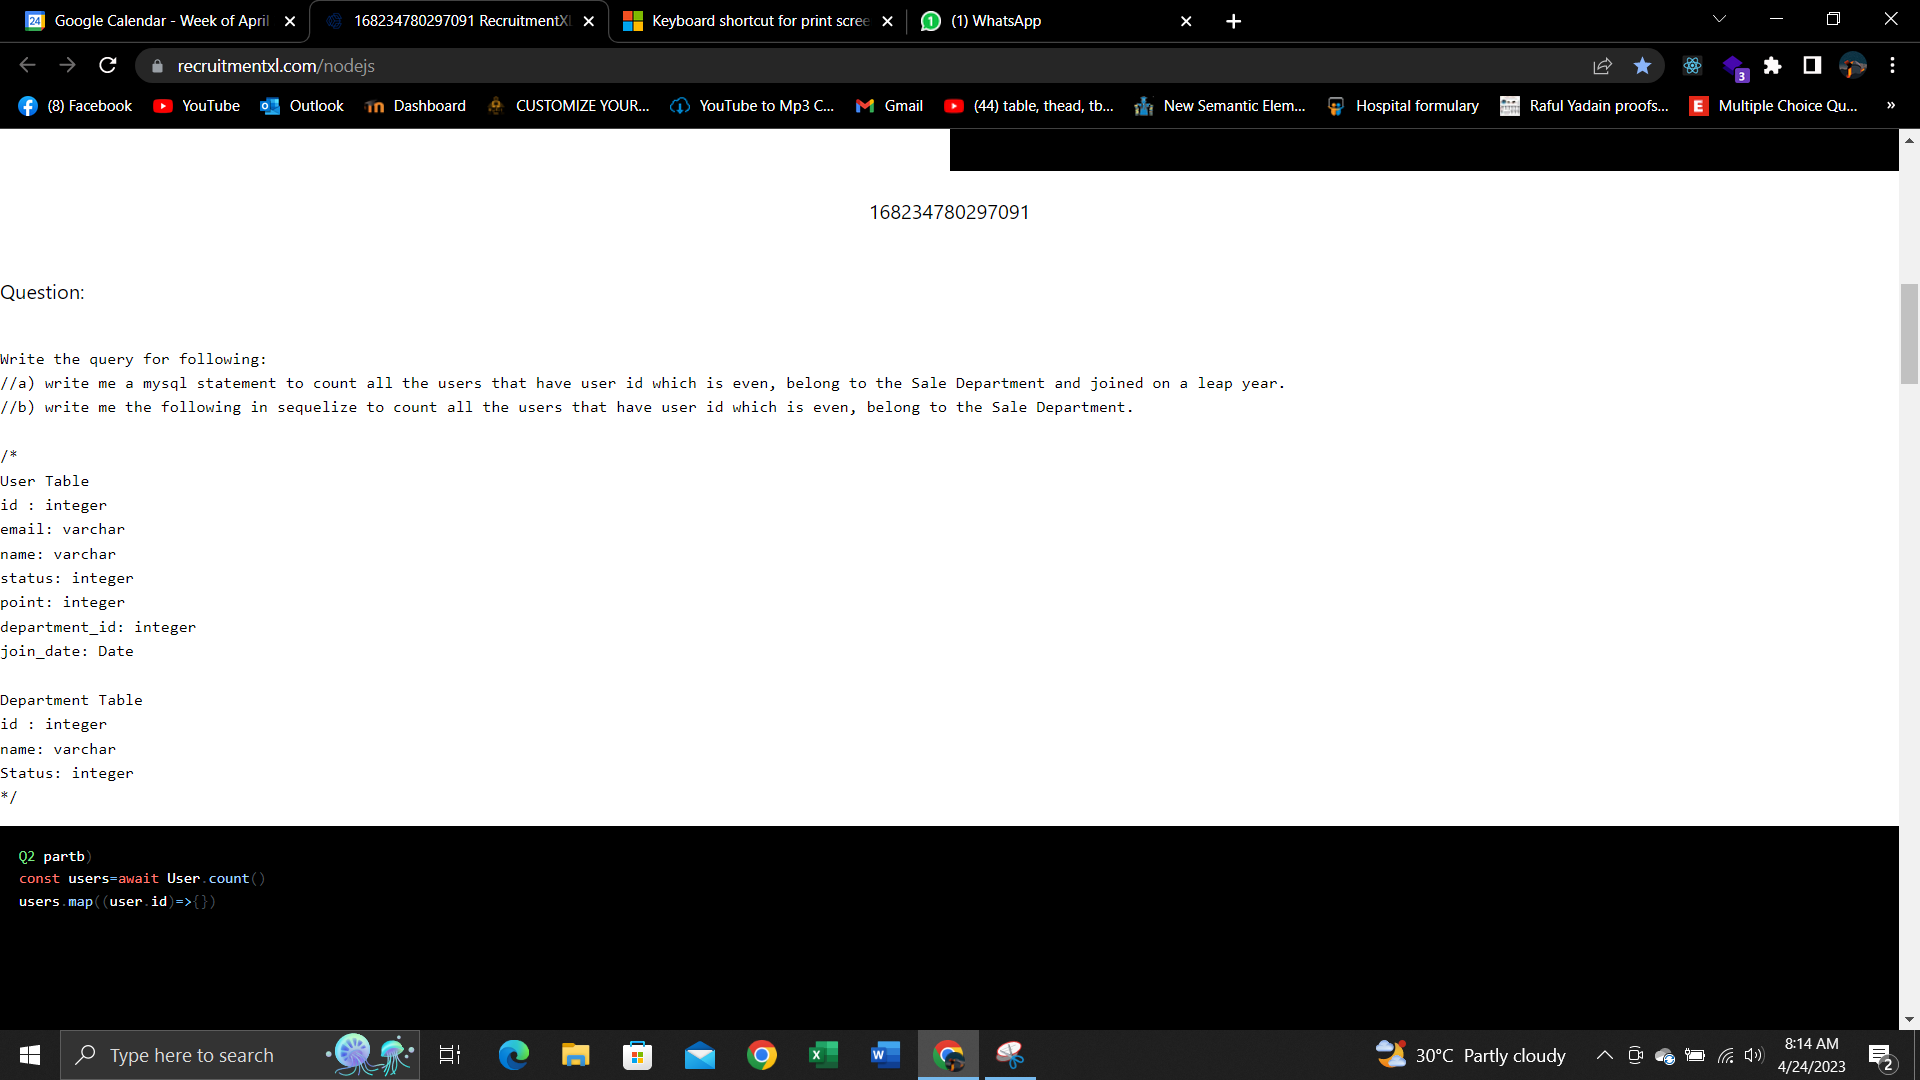 Google Calendar - Week of April
168234780297091 RecruitmentXl
Keyboard shortcut for print scree
(1) WhatsApp
recruitmentxl.com/nodejs
3
(8) Facebook
YouTube
Outlook
Dashboard
CUSTOMIZE YOUR...
YouTube to Mp3 C...
Gmail
(44) table, thead, tb...
New Semantic Elem...
Hospital formulary
Raful Yadain proofs...
Multiple Choice Qu...
»
168234780297091
Question:
Write the query for following:
//a) write me a mysql statement to count all the users that have user id which is even, belong to the Sale Department and joined on a leap year.
//b) write me the following in sequelize to count all the users that have user id which is even, belong to the Sale Department.
/*
User Table
id : integer
email: varchar
name: varchar
status: integer
point: integer
department_id: integer
join_date: Date
Department Table
id : integer
name: varchar
Status: integer
*/
Q2 partb)
const users=await User.count()
users.map((user.id)=>{})
Type here to search
30°C Partly cloudy
8:14 AM
4/24/2023
2